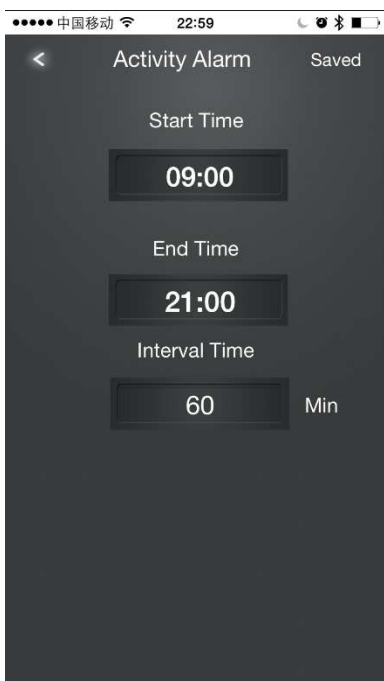 中国移动 22:59
Activity Alarm Saved
Start Time
09:00
End Time
21:00
Interval Time
60 Min